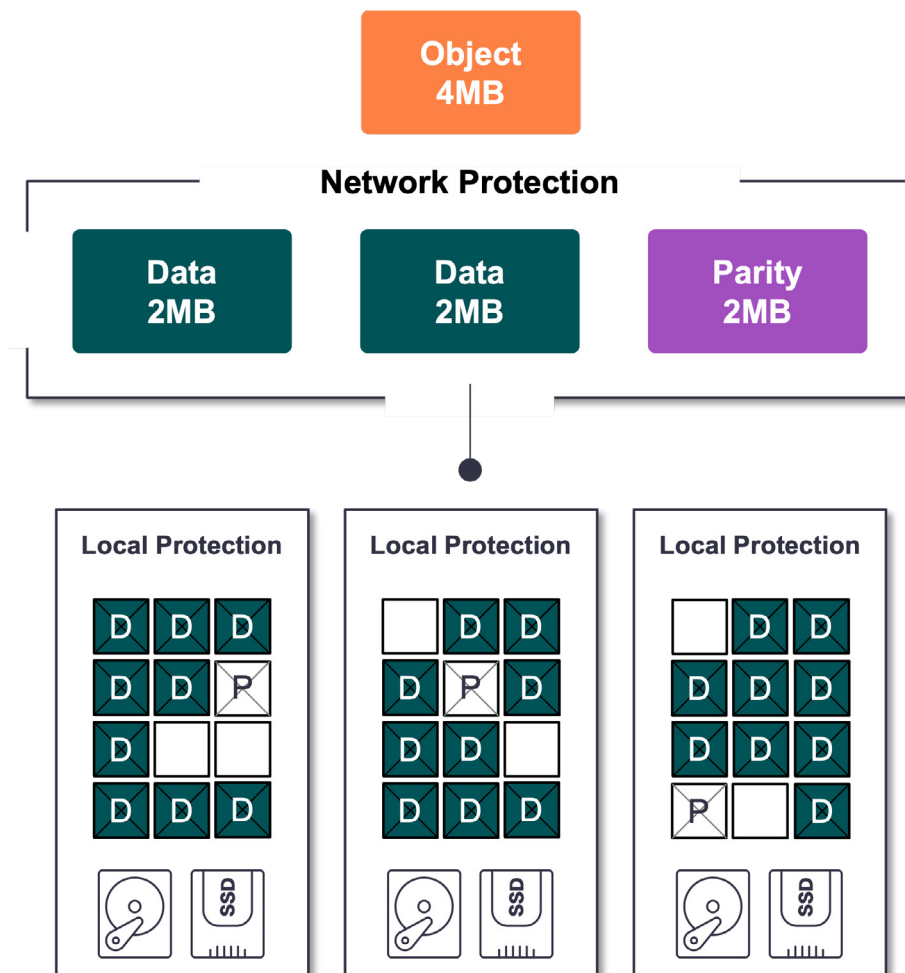 Object
4MB
Network Protection
Data
2MB
Data
2MB
Parity
2MB
Local Protection
D D D
D D P
D
D D D
SSD
Local Protection
D D
D P D
D D
D D D
SSD
Local Protection
D D
D D D
D D D
P D
SSD